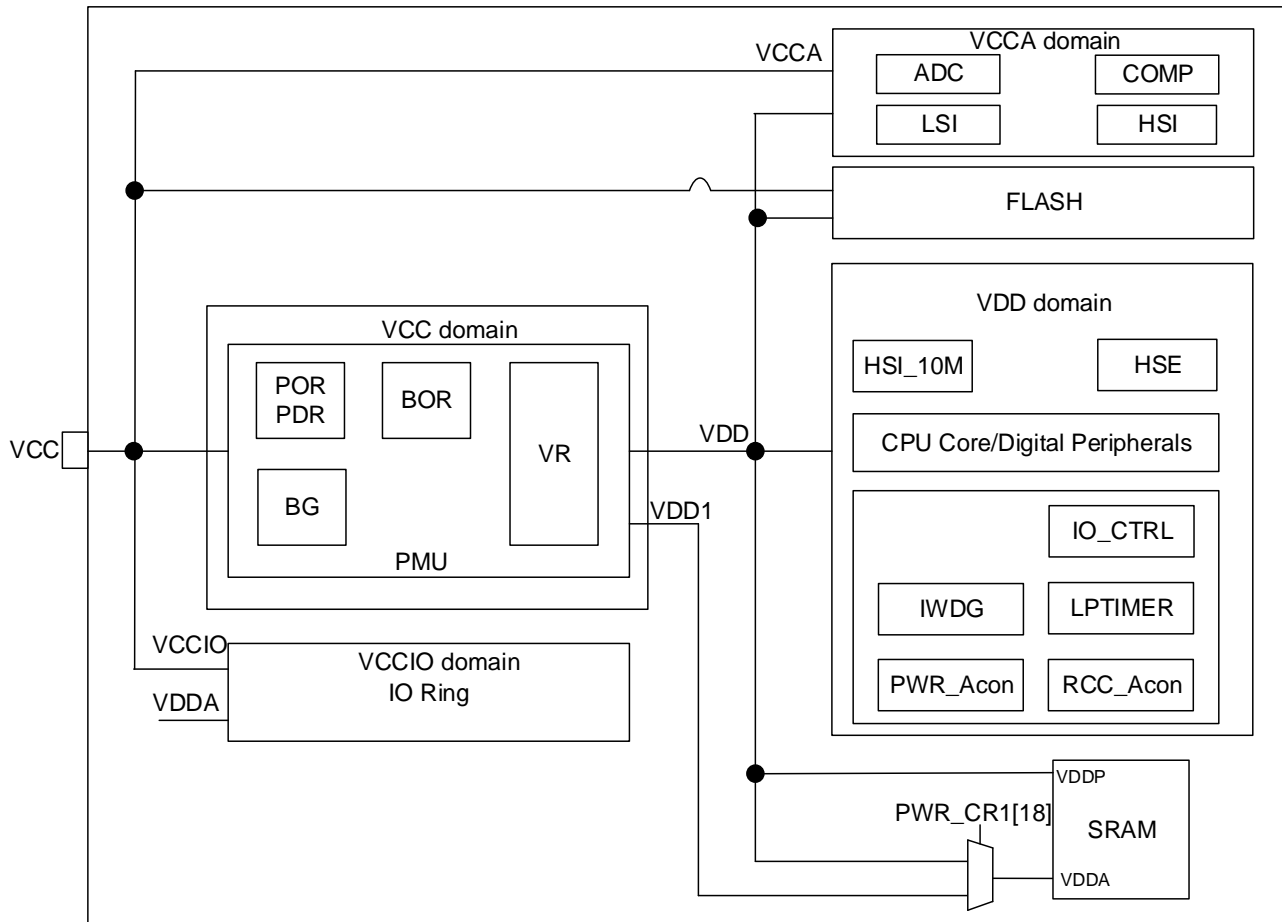 VCCA domain
VCCA
ADC
COMP
LSI
HSI
FLASH
VCC domain
POR
PDR
BOR
VR
BG
PMU
VCC
VDD
VDD1
VDD domain
HSI_10M
HSE
CPU Core/Digital Peripherals
IO_CTRL
IWDG
LPTIMER
PWR_Acon
RCC_Acon
VCCIO
VCCIO domain
IO Ring
VDDA
VDDP
PWR_CR1[18]
SRAM
VDDA